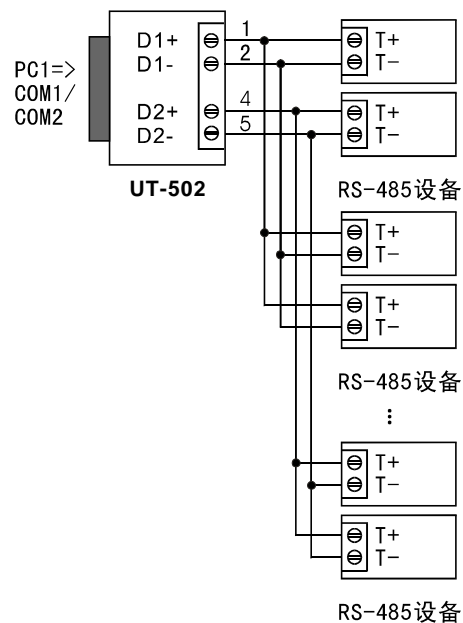 D1+ 1 T+
D1- 2 T-
PC1=>
COM1/
COM2
D2+ 4 T+
D2- 5 T-
UT-502
RS-485设备
T+
T-
T+
T-
RS-485设备
⋮
T+
T-
T+
T-
RS-485设备